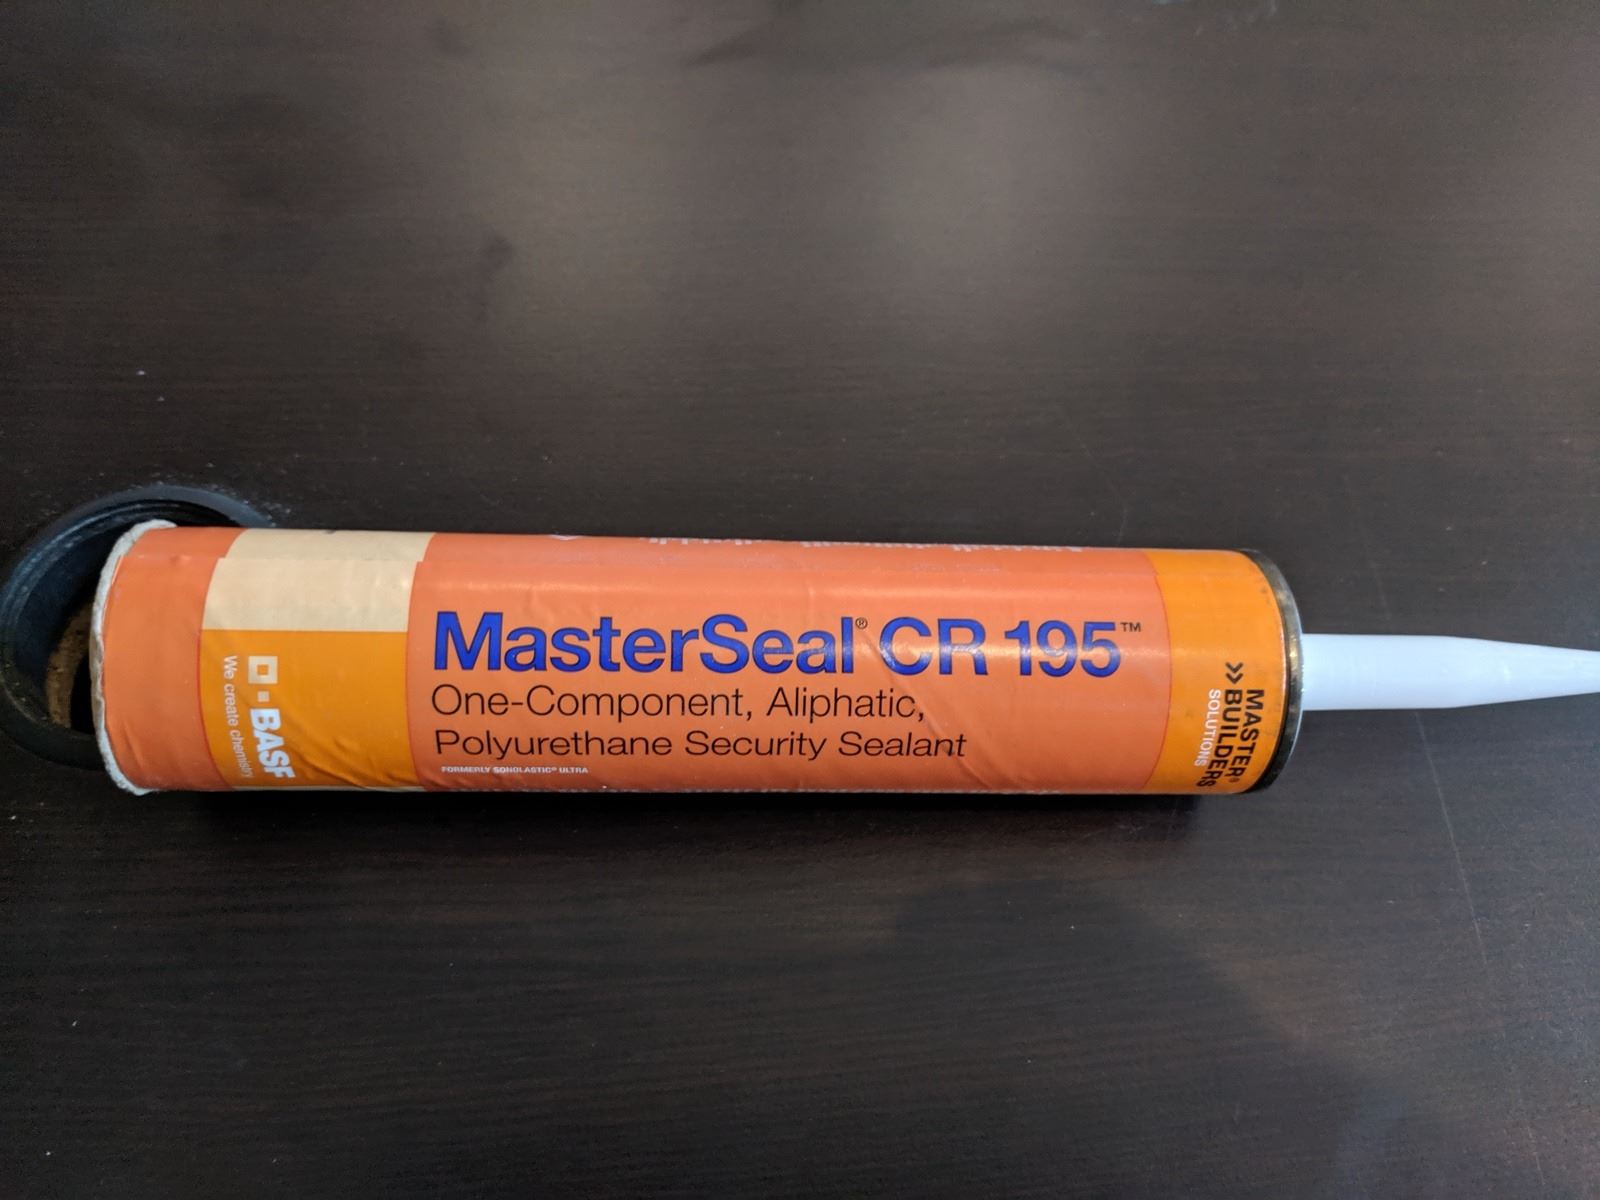 MasterSeal® CR 195™
One-Component, Aliphatic,
Polyurethane Security Sealant
FORMERLY SONOLASTIC® ULTRA
BASF
We create chemistry
MASTER®
BUILDERS
SOLUTIONS